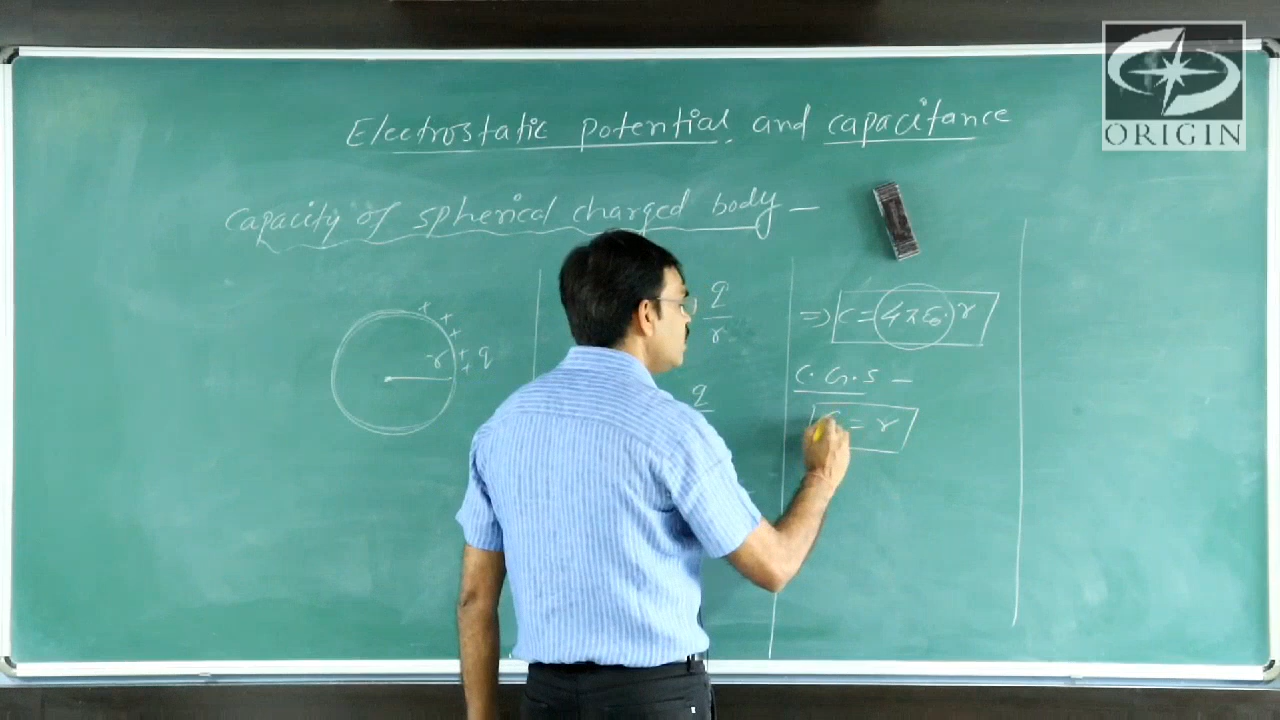 ORIGIN
Electrostatic potential and capacitance
Capacity of spherical charged body -
+ + + + +
r
q
q/r
q
=> C = (4πε₀) r
C.G.S -
= r